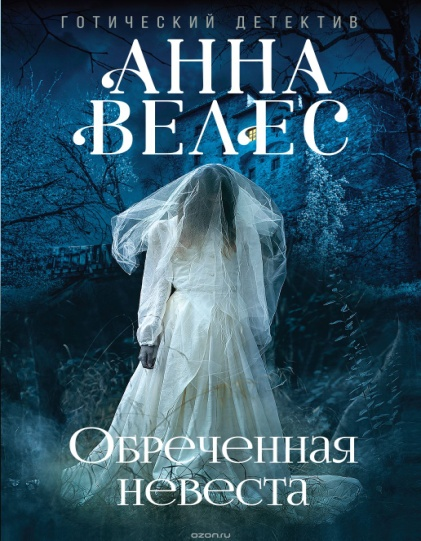 ГОТИЧЕСКИЙ ДЕТЕКТИВ
АННА
ВЕЛЕС
Обреченная
невеста
ozon.ru